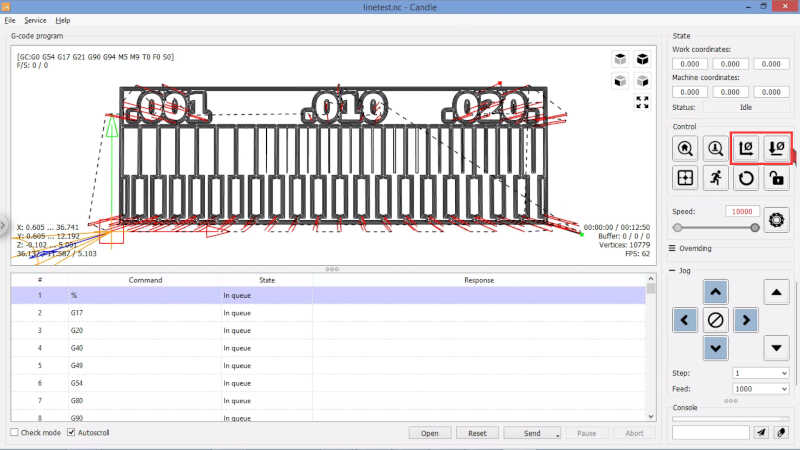 linetest.nc - Candle
File Service Help
G-code program
[GC:G0 G54 G17 G21 G90 G94 M5 M9 T0 F0 S0]
F/S: 0 / 0
.001 .010 .020
X: 0.605 ... 36.741
Y: 0.605 ... 12.192
Z: -0.102 ... 5.001
36.137 / 11.587 / 5.103
00:00:00 / 00:12:50
Buffer: 0 / 0 / 0
Vertices: 10779
FPS: 62
# Command State Response
1 % In queue
2 G17 In queue
3 G20 In queue
4 G40 In queue
5 G49 In queue
6 G54 In queue
7 G80 In queue
8 G90 In queue
Check mode Autoscroll Open Reset Send Pause Abort
State
Work coordinates:
0.000 0.000 0.000
Machine coordinates:
0.000 0.000 0.000
Status: Idle
Control
Speed: 10000
Overriding
Jog
Step: 1
Feed: 1000
Console